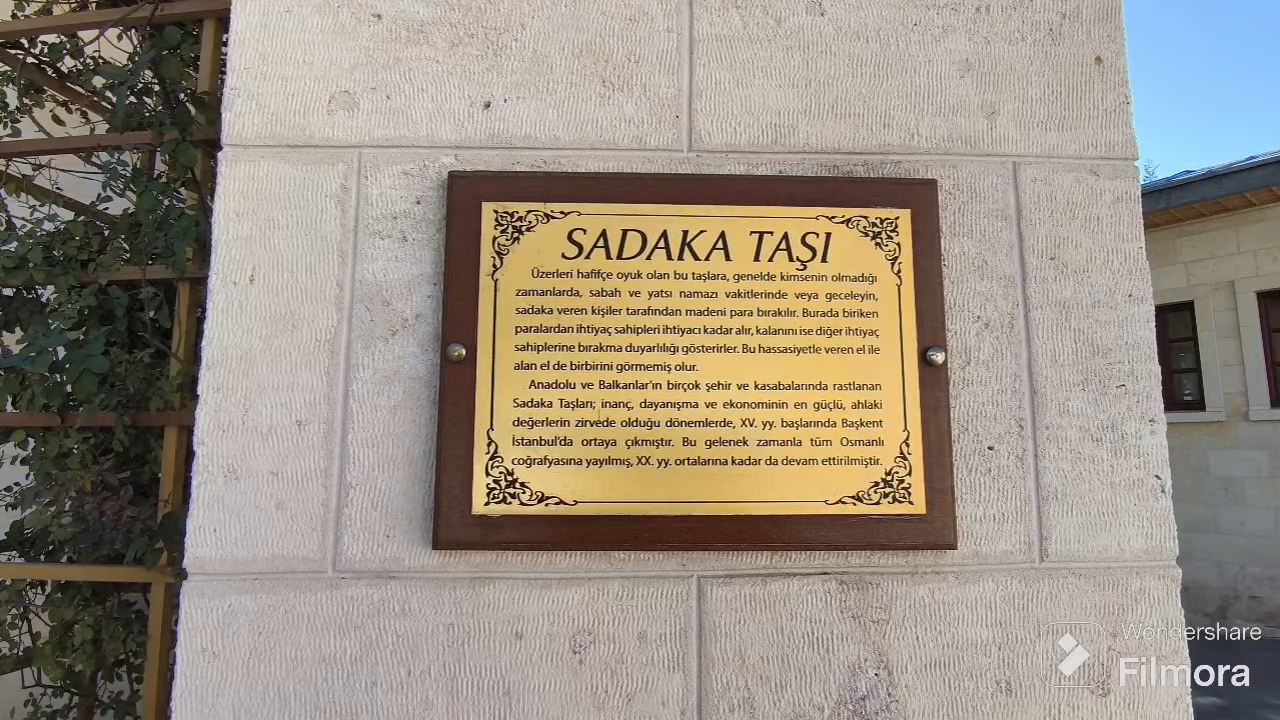 SADAKA TAŞI
Üzerleri hafifçe oyuk olan bu taşlara, genelde kimsenin olmadığı
zamanlarda, sabah ve yatsı namazı vakitlerinde veya geceleyin,
sadaka veren kişiler tarafından madeni para bırakılır. Burada biriken
paralardan ihtiyaç sahipleri ihtiyacı kadar alır, kalanını ise diğer ihtiyaç
sahiplerine bırakma duyarlılığı gösterirler. Bu hassasiyetle veren el ile
alan el de birbirini görmemiş olur.
Anadolu ve Balkanlar'ın birçok şehir ve kasabalarında rastlanan
Sadaka Taşları; inanç, dayanışma ve ekonominin en güçlü, ahlaki
değerlerin zirvede olduğu dönemlerde, XV. yy. başlarında Başkent
İstanbul'da ortaya çıkmıştır. Bu gelenek zamanla tüm Osmanlı
coğrafyasına yayılmış, XX. yy. ortalarına kadar da devam ettirilmiştir.
Wondershare
Filmora